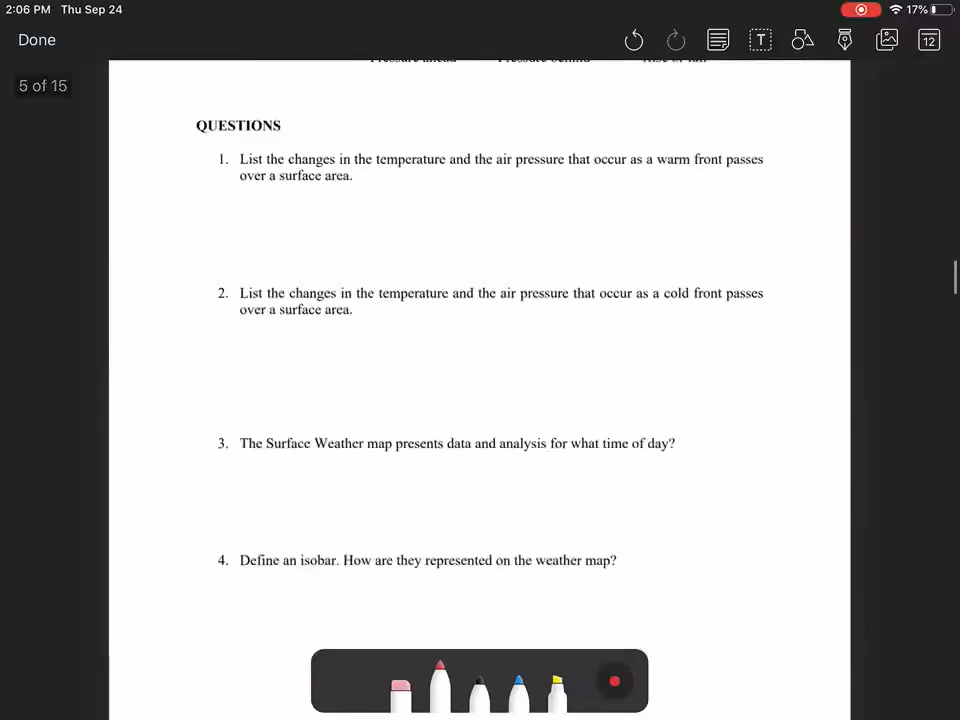 2:06 PM Thu Sep 24
17%
Done
T
12
5 of 15
QUESTIONS
1. List the changes in the temperature and the air pressure that occur as a warm front passes
over a surface area.
2. List the changes in the temperature and the air pressure that occur as a cold front passes
over a surface area.
3. The Surface Weather map presents data and analysis for what time of day?
4. Define an isobar. How are they represented on the weather map?